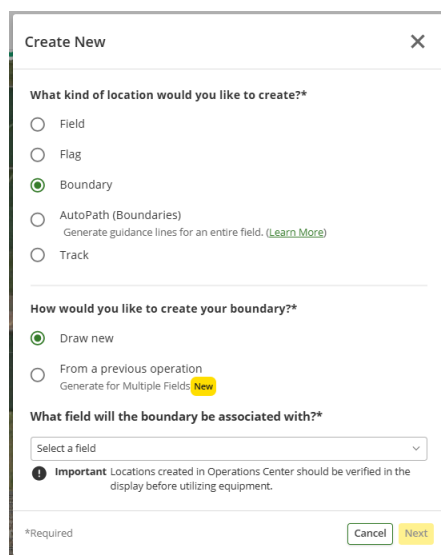 Create New
What kind of location would you like to create?*
Field
Flag
Boundary
AutoPath (Boundaries)
Generate guidance lines for an entire field. (Learn More)
Track
How would you like to create your boundary?*
Draw new
From a previous operation
Generate for Multiple Fields New
What field will the boundary be associated with?*
Select a field
Important Locations created in Operations Center should be verified in the
display before utilizing equipment.
*Required
Cancel
Next